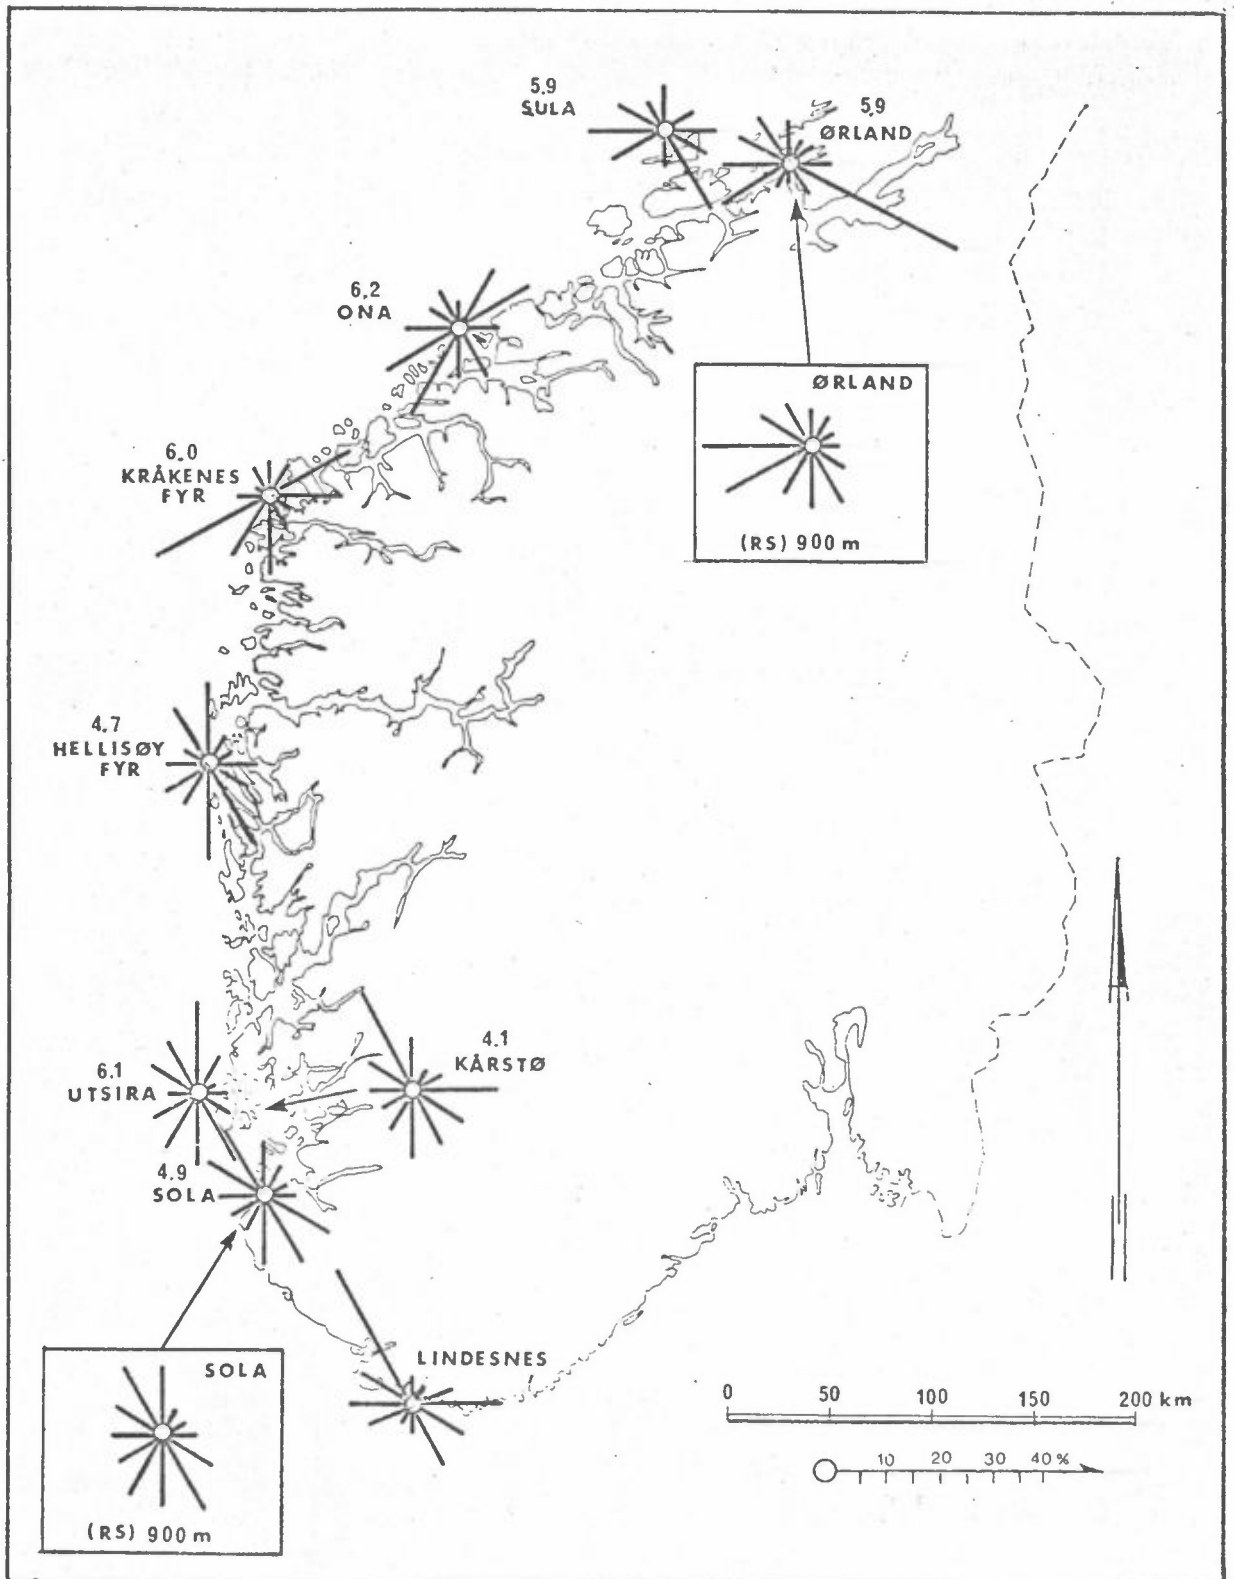 5.9
SULA
5,9
ØRLAND
6,2
ONA
ØRLAND
(RS) 900 m
6.0
KRÅKENES
FYR
4.7
HELLISØY
FYR
4.1
KÅRSTØ
6.1
UTSIRA
4.9
SOLA
LINDESNES
SOLA
(RS) 900 m
0 50 100 150 200 km
10 20 30 40 %